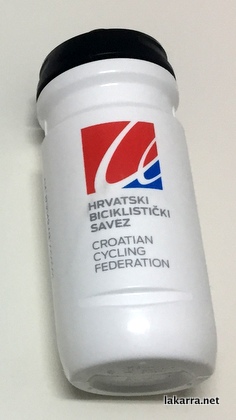 HRVATSKI
BICIKLISTIČKI
SAVEZ
CROATIAN
CYCLING
FEDERATION
lakarra.net